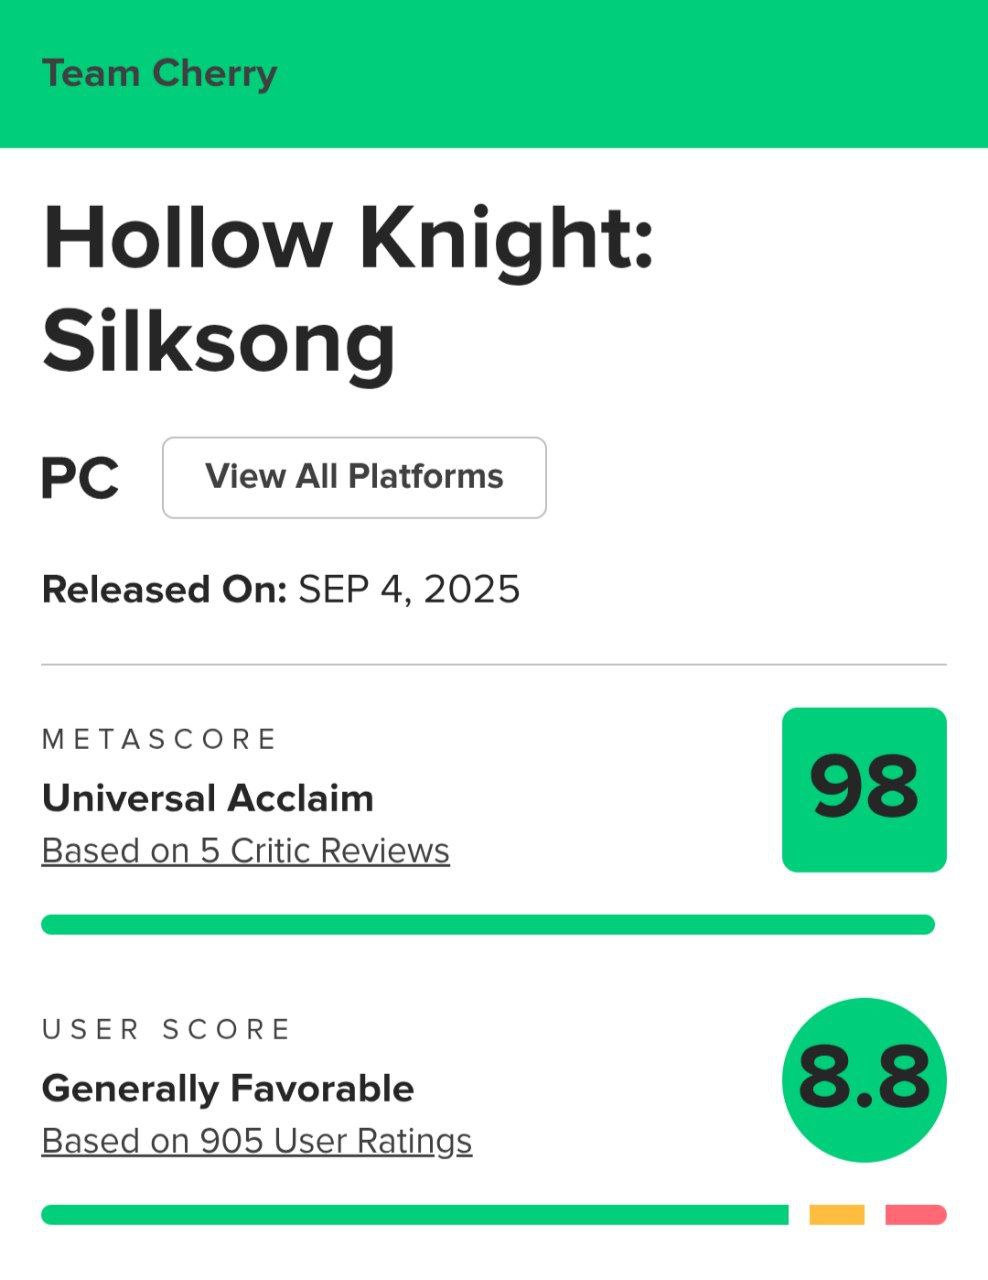 Team Cherry
Hollow Knight:
Silksong
PC
View All Platforms
Released On: SEP 4, 2025
METASCORE
Universal Acclaim
Based on 5 Critic Reviews
98
USER SCORE
Generally Favorable
Based on 905 User Ratings
8.8